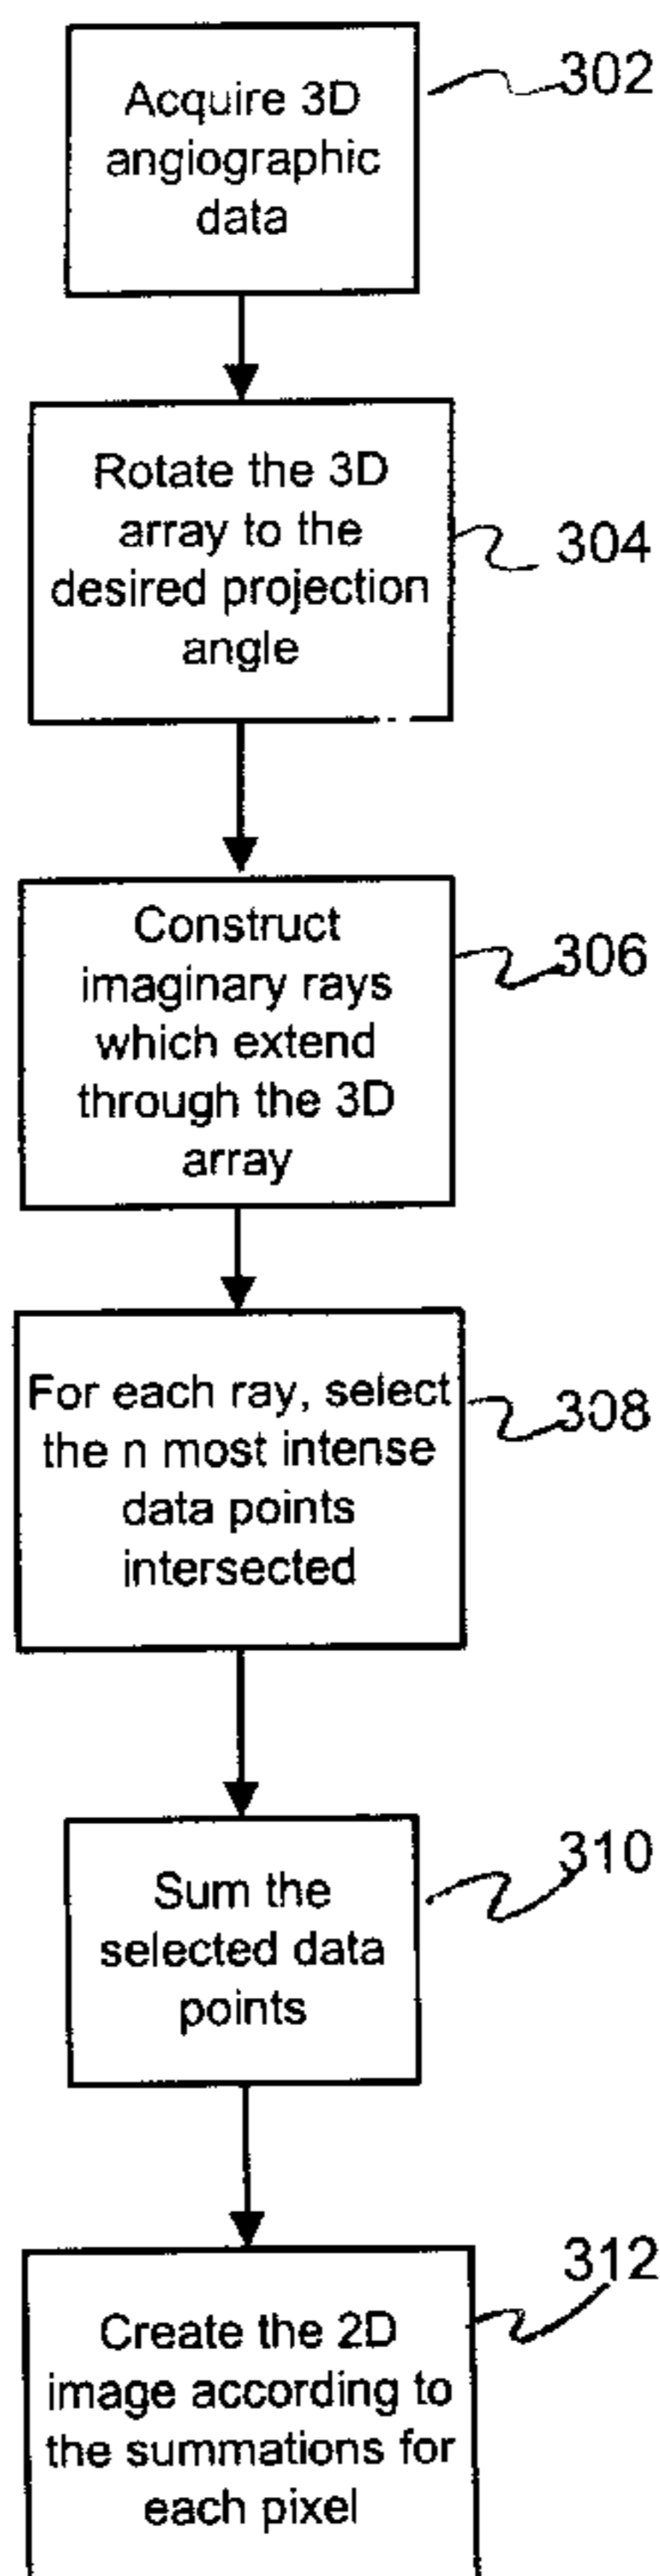 Acquire 3D
angiographic
data
302
Rotate the 3D
array to the
desired projection
angle
304
Construct
imaginary rays
which extend
through the 3D
array
306
For each ray, select
the n most intense
data points
intersected
308
Sum the
selected data
points
310
Create the 2D
image according to
the summations for
each pixel
312